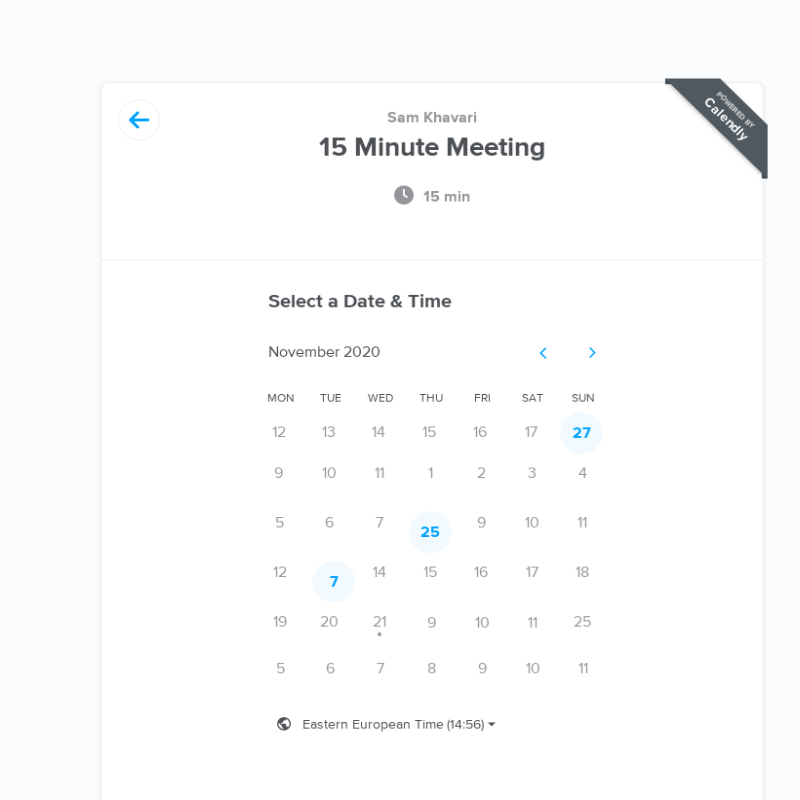 POWERED BY
Calendly
Sam Khavari
15 Minute Meeting
15 min
Select a Date & Time
November 2020
MON TUE WED THU FRI SAT SUN
12 13 14 15 16 17 27
9 10 11 1 2 3 4
5 6 7 25 9 10 11
12 7 14 15 16 17 18
19 20 21 9 10 11 25
5 6 7 8 9 10 11
Eastern European Time (14:56)